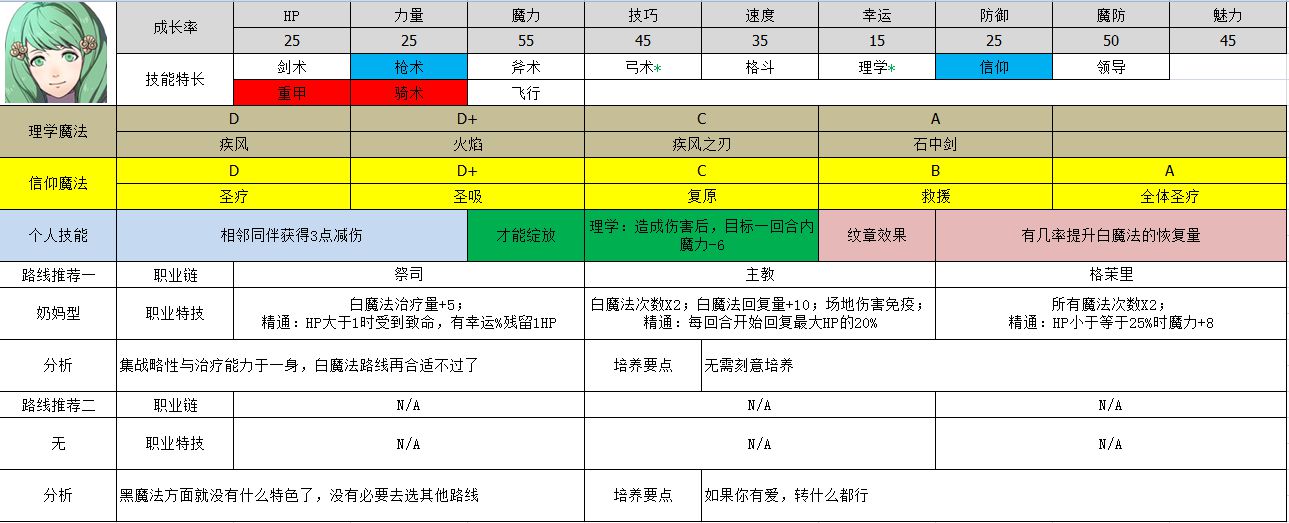 成长率 HP 力量 魔力 技巧 速度 幸运 防御 魔防 魅力
25 25 55 45 35 15 25 50 45
技能特长 剑术 枪术 斧术 弓术* 格斗 理学* 信仰 领导
重甲 骑术 飞行
理学魔法 D D+ C A
疾风 火焰 疾风之刃 石中剑
信仰魔法 D D+ C B A
圣疗 圣吸 复原 救援 全体圣疗
个人技能 相邻同伴获得3点减伤 才能绽放 理学：造成伤害后，目标一回合内
魔力-6 纹章效果 有几率提升白魔法的恢复量
路线推荐一 职业链 祭司 主教 格茉里
奶妈型 职业特技 白魔法治疗量+5；
精通：HP大于1时受到致命，有幸运%残留1HP
白魔法次数X2；白魔法回复量+10；场地伤害免疫；
精通：每回合开始回复最大HP的20%
所有魔法次数X2；
精通：HP小于等于25%时魔力+8
分析 集战略性与治疗能力于一身，白魔法路线再合适不过了 培养要点 无需刻意培养
路线推荐二 职业链 N/A N/A N/A
无 职业特技 N/A N/A N/A
分析 黑魔法方面就没有什么特色了，没有必要去选其他路线 培养要点 如果你有爱，转什么都行